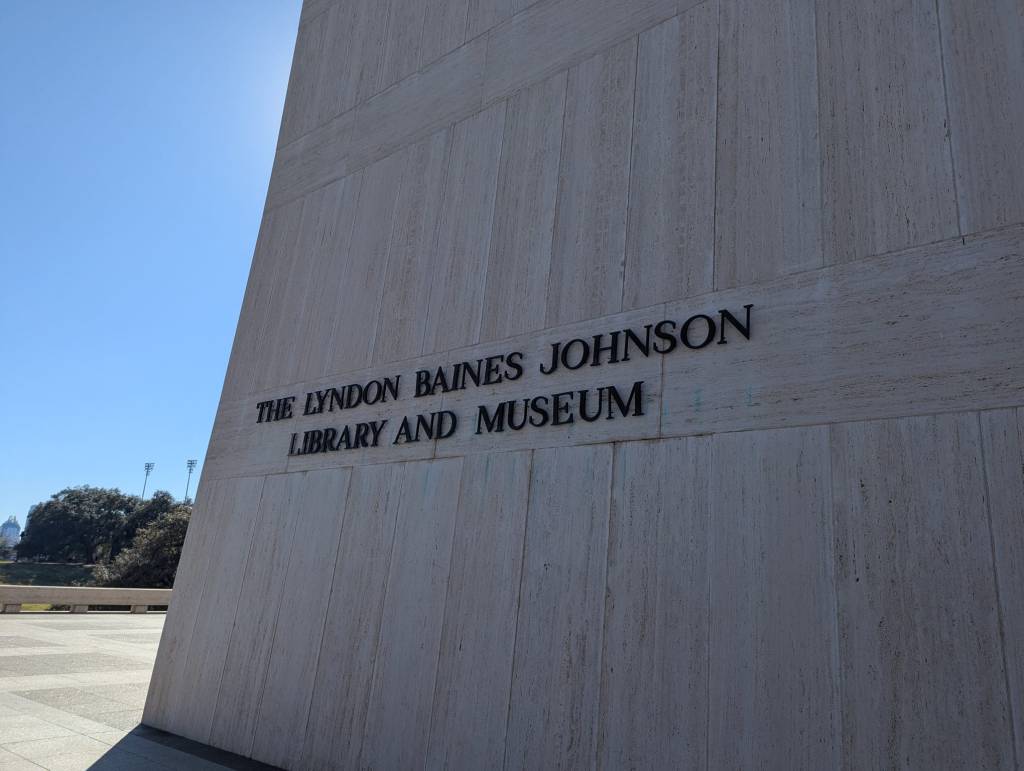 THE LYNDON BAINES JOHNSON
LIBRARY AND MUSEUM